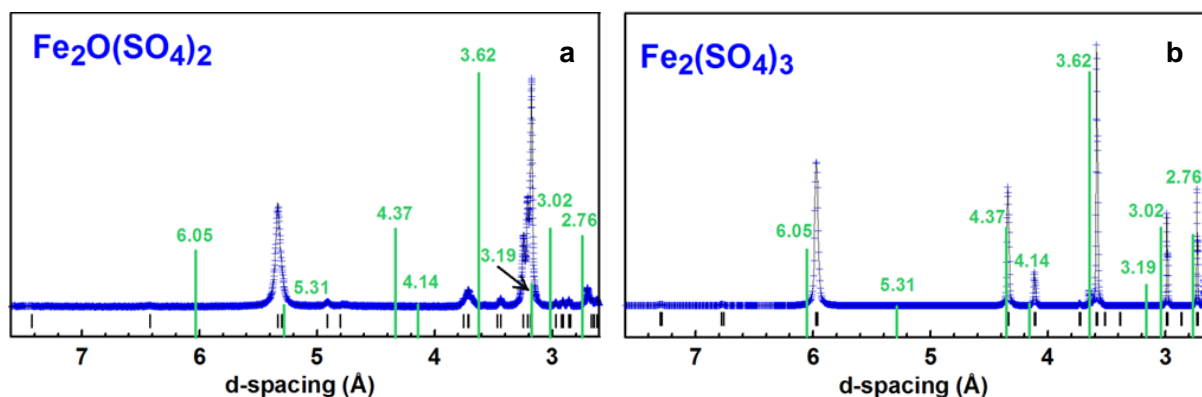 Fe₂O(SO₄)₂
a
3.62
6.05
5.31
4.37
4.14
3.19
3.02
2.76
7 6 5 4 3
d-spacing (Å)
Fe₂(SO₄)₃
b
3.62
6.05
5.31
4.37
4.14
3.19
3.02
2.76
7 6 5 4 3
d-spacing (Å)